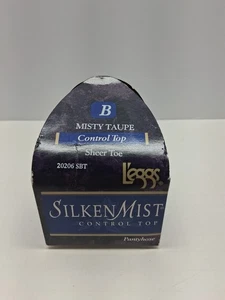 B
MISTY TAUPE
Control Top
Sheer Toe
20206 SBT
L'eggs
SILKEN MIST
CONTROL TOP
Pantyhose